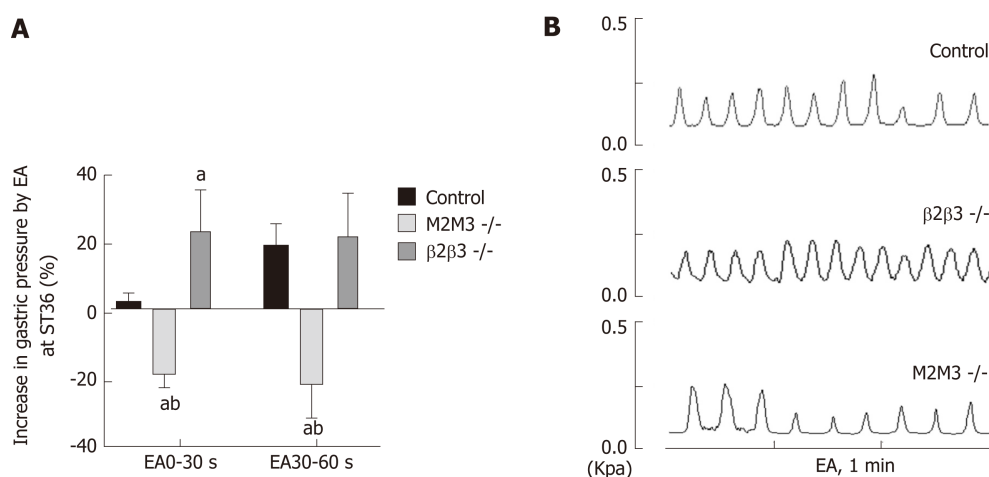 A
Increase in gastric pressure by EA
at ST36 (%)
40
20
0
-20
-40
a
ab
ab
EA0-30 s
EA30-60 s
Control
M2M3 -/-
β2β3 -/-
B
0.5
Control
0.0
0.5
β2β3 -/-
0.0
0.5
M2M3 -/-
0.0
(Kpa)
EA, 1 min